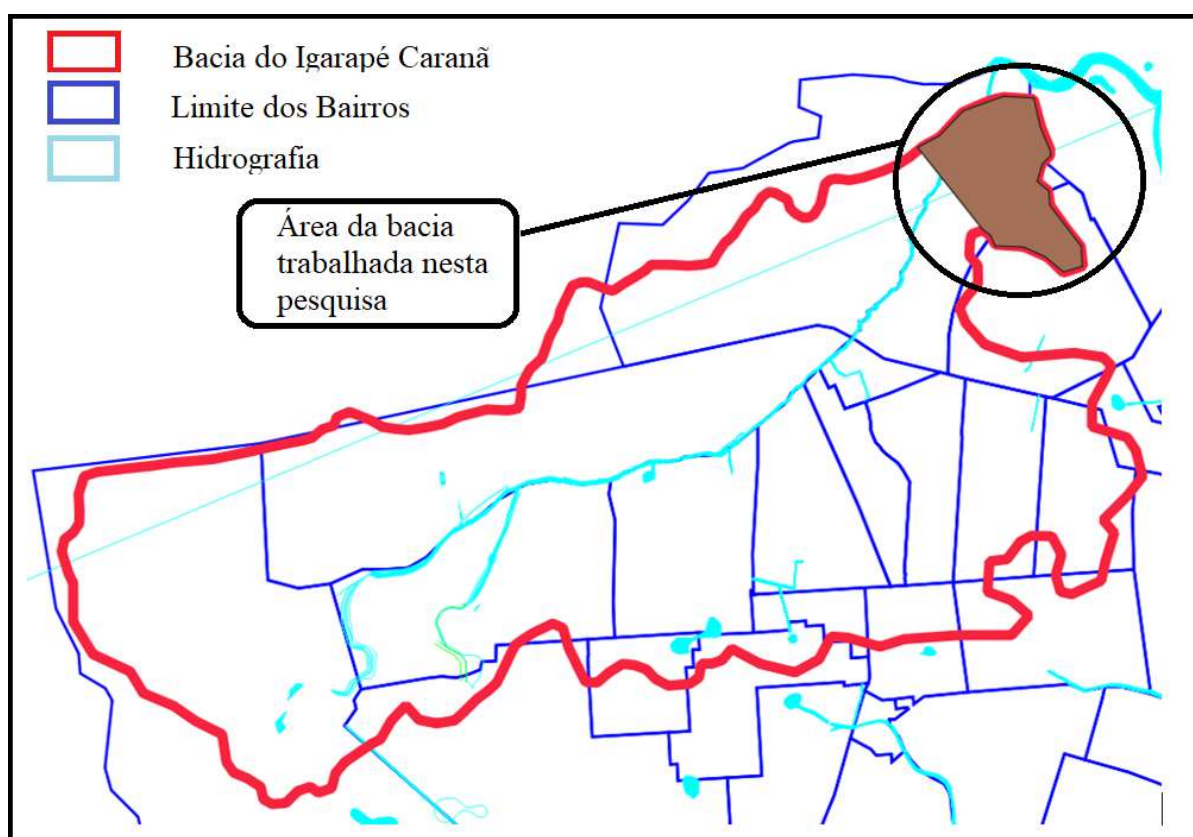 Bacia do Igarapé Caranã
Limite dos Bairros
Hidrografia
Área da bacia
trabalhada nesta
pesquisa